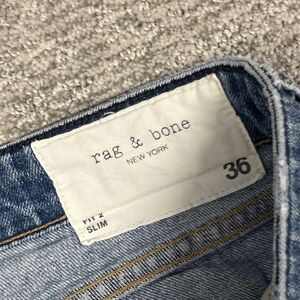 rag & bone
NEW YORK
36
FIT 2
SLIM